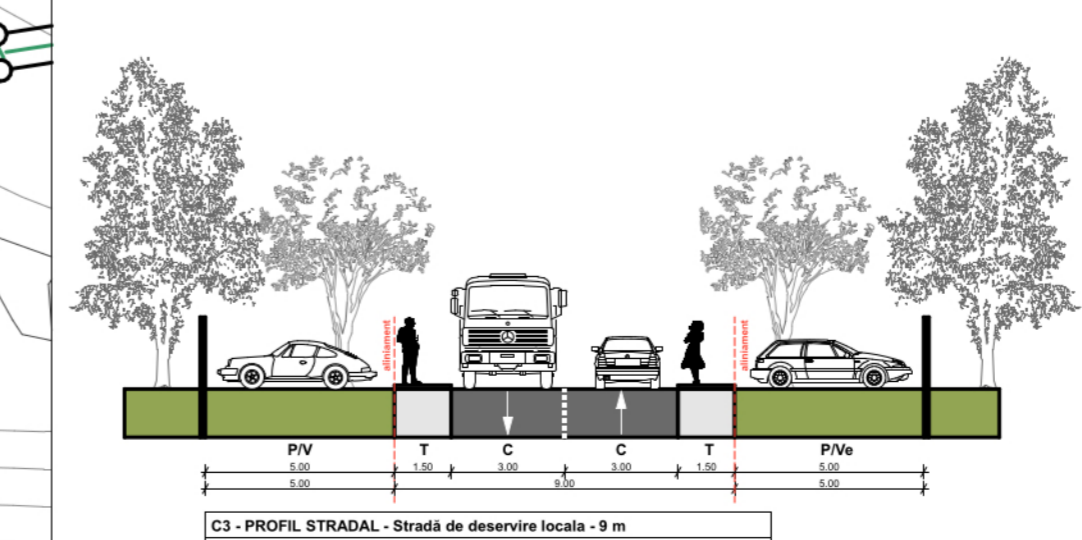 aliniament
aliniament
P/V T C C T P/Ve
5.00 1.50 3.00 3.00 1.50 5.00
5.00 9.00 5.00
C3 - PROFIL STRADAL - Stradă de deservire locala - 9 m